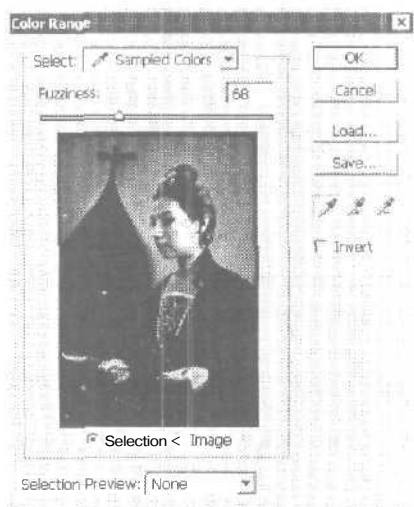 Color Range
Select: Sampled Colors
Fuzziness: 68
OK
Cancel
Load...
Save...
Invert
Selection < Image
Selection Preview: None